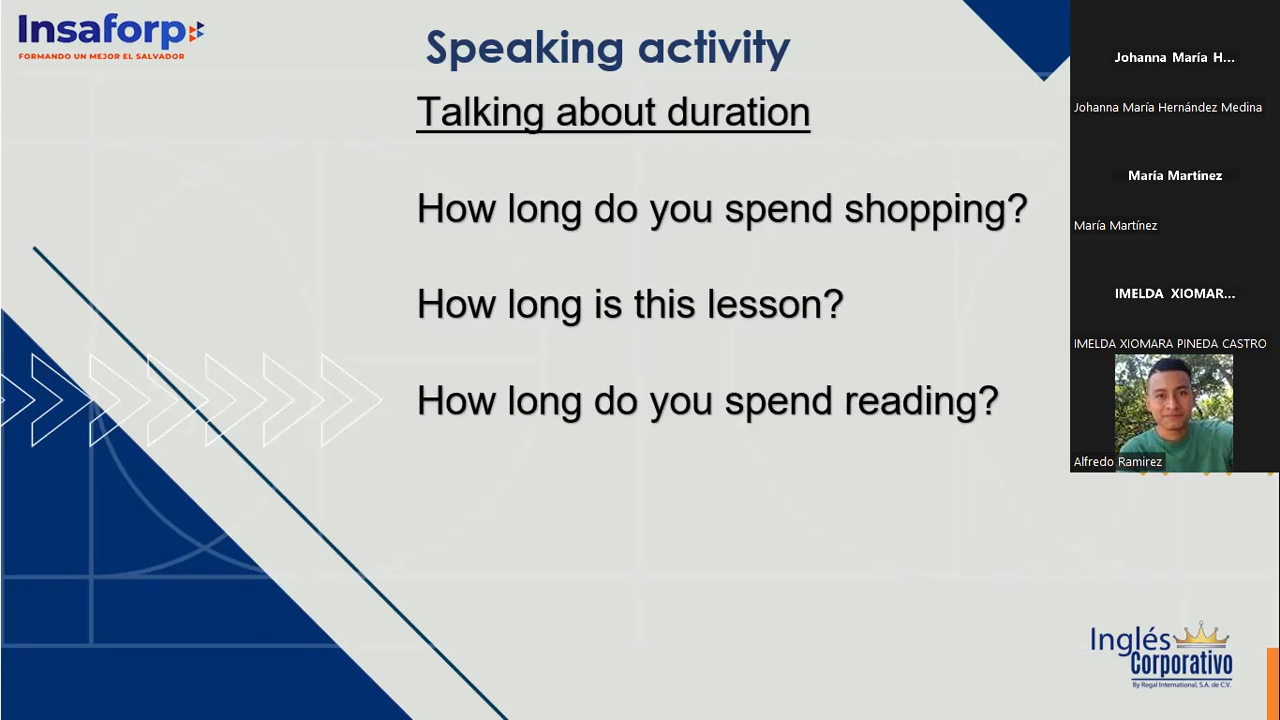 Insaforp
FORMANDO UN MEJOR EL SALVADOR
Speaking activity
Talking about duration
How long do you spend shopping?
How long is this lesson?
How long do you spend reading?
Johanna María H...
Johanna María Hernández Medina
María Martínez
María Martínez
IMELDA XIOMAR...
IMELDA XIOMARA PINEDA CASTRO
Alfredo Ramirez
Inglés
Corporativo
By Regal International, S.A. de C.V.